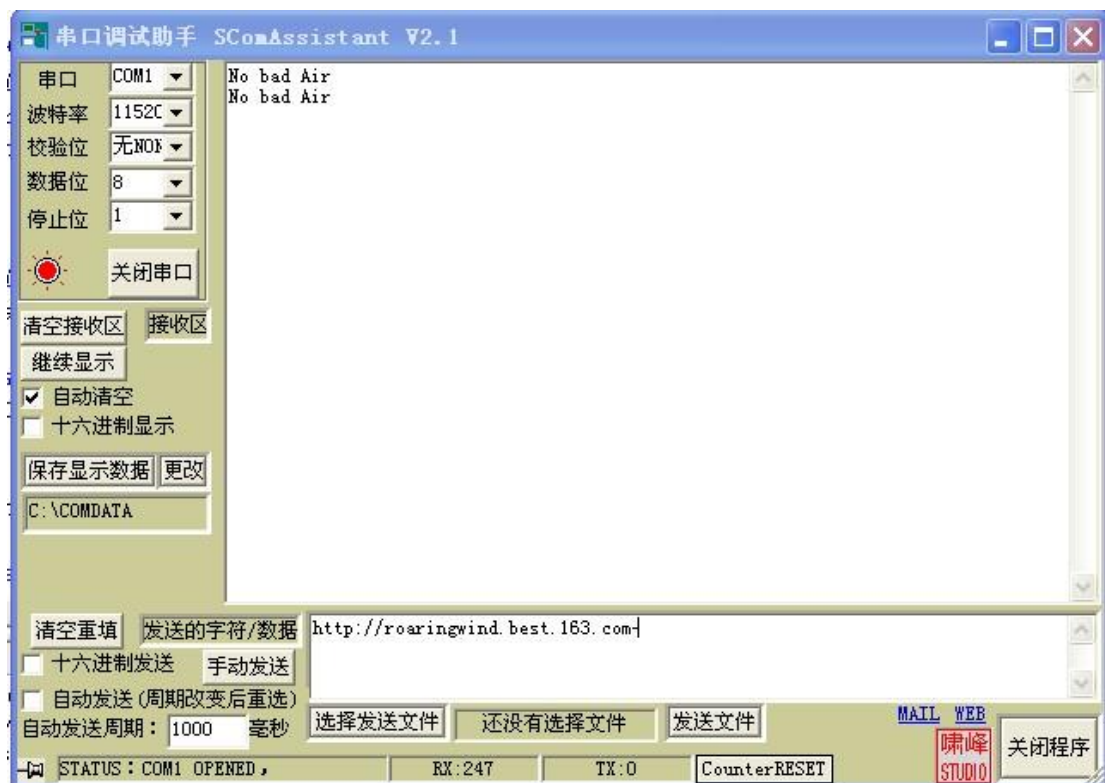 串口调试助手 SComAssistant V2.1
串口 COM1
波特率 11520
校验位 无NON
数据位 8
停止位 1
关闭串口
No bad Air
No bad Air
清空接收区 接收区
继续显示
自动清空
十六进制显示
保存显示数据 更改
C:\COMDATA
清空重填 发送的字符/数据 http://roaringwind.best.163.com
十六进制发送 手动发送
自动发送(周期改变后重选)
自动发送周期： 1000 毫秒 选择发送文件 还没有选择文件 发送文件 MAIL WEB
啸峰
STUDIO
关闭程序
STATUS：COM1 OPENED， RX:247 TX:0 CounterRESET